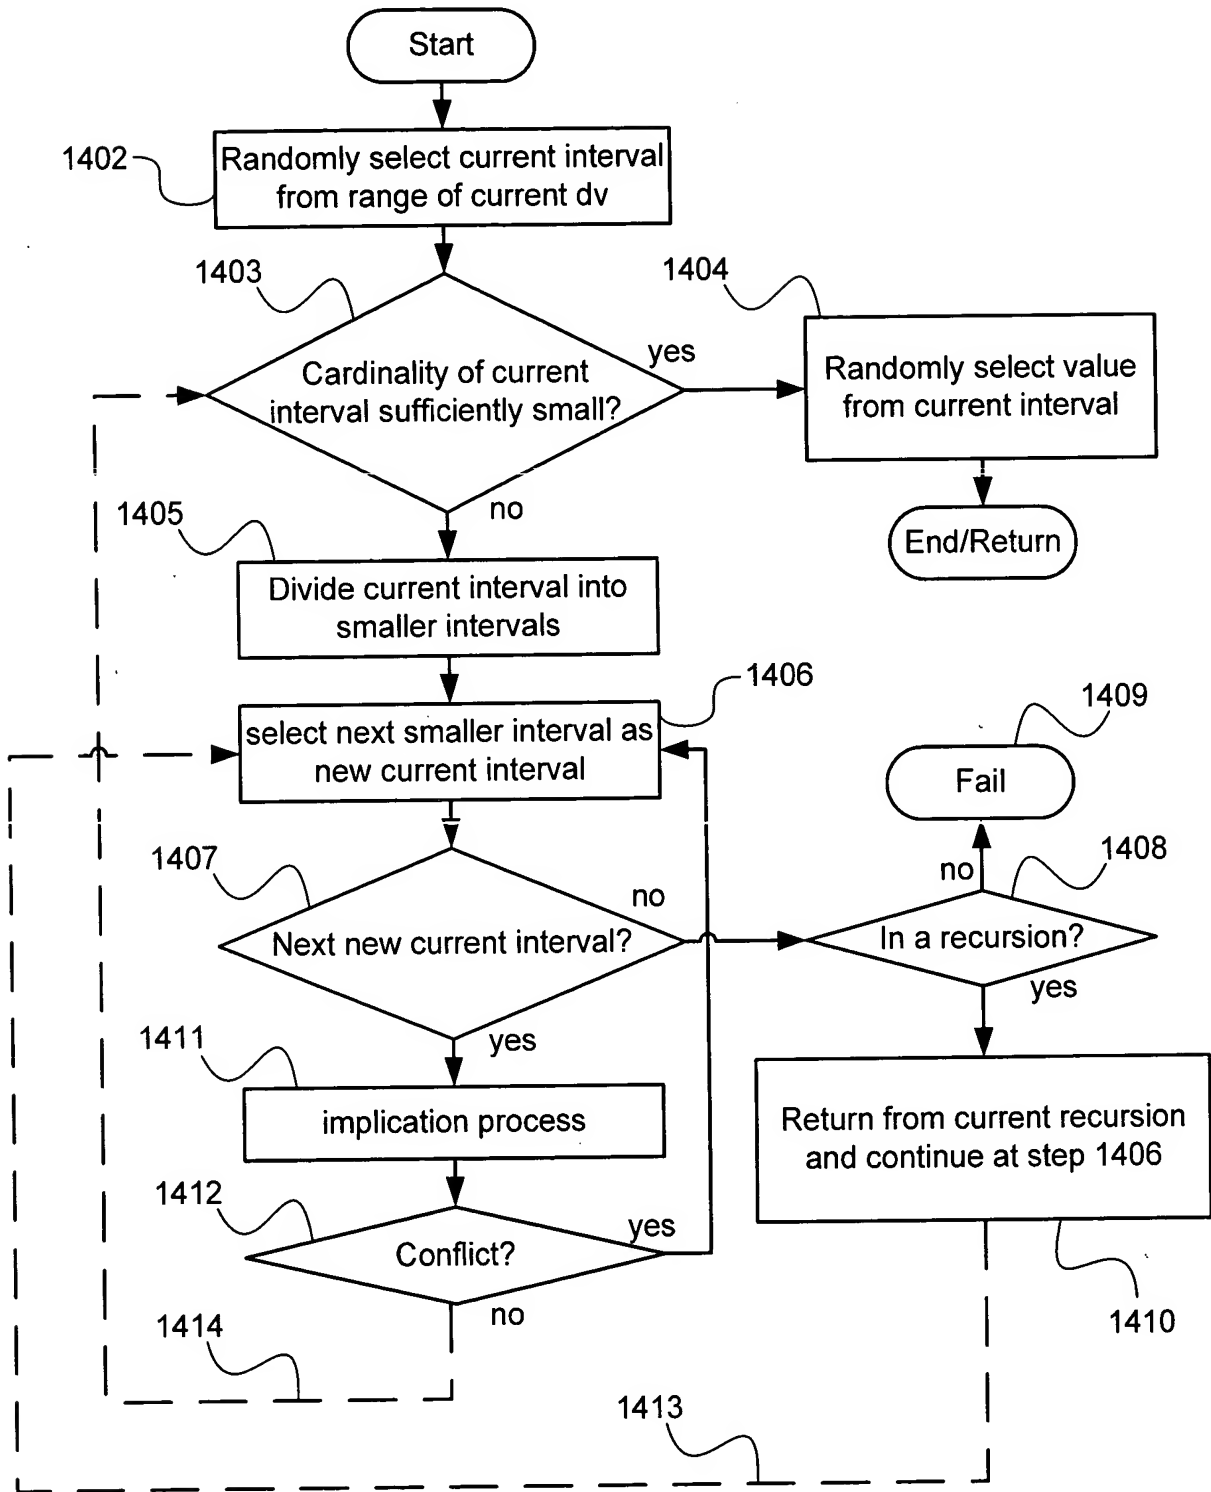 Start
1402
Randomly select current interval
from range of current dv
1403
1404
Cardinality of current
interval sufficiently small?
yes
Randomly select value
from current interval
no
End/Return
1405
Divide current interval into
smaller intervals
1406
select next smaller interval as
new current interval
1409
Fail
1407
Next new current interval?
no
no
1408
In a recursion?
yes
yes
1411
implication process
Return from current recursion
and continue at step 1406
1412
Conflict?
yes
no
1410
1414
1413